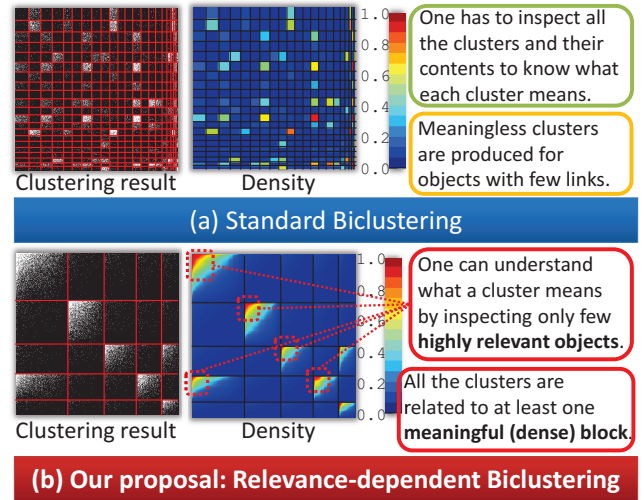 1.0
0.8
0.6
0.4
0.2
0.0
Clustering result
Density
One has to inspect all
the clusters and their
contents to know what
each cluster means.
Meaningless clusters
are produced for
objects with few links.
(a) Standard Biclustering
1.0
0.8
0.6
0.4
0.2
0.0
Clustering result
Density
One can understand
what a cluster means
by inspecting only few
highly relevant objects.
All the clusters are
related to at least one
meaningful (dense) block.
(b) Our proposal: Relevance-dependent Biclustering